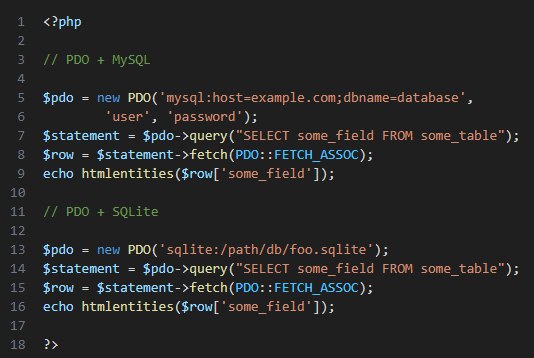 1 <?php
2
3 // PDO + MySQL
4
5 $pdo = new PDO('mysql:host=example.com;dbname=database',
6         'user', 'password');
7 $statement = $pdo->query("SELECT some_field FROM some_table");
8 $row = $statement->fetch(PDO::FETCH_ASSOC);
9 echo htmlentities($row['some_field']);
10
11 // PDO + SQLite
12
13 $pdo = new PDO('sqlite:/path/db/foo.sqlite');
14 $statement = $pdo->query("SELECT some_field FROM some_table");
15 $row = $statement->fetch(PDO::FETCH_ASSOC);
16 echo htmlentities($row['some_field']);
17
18 ?>